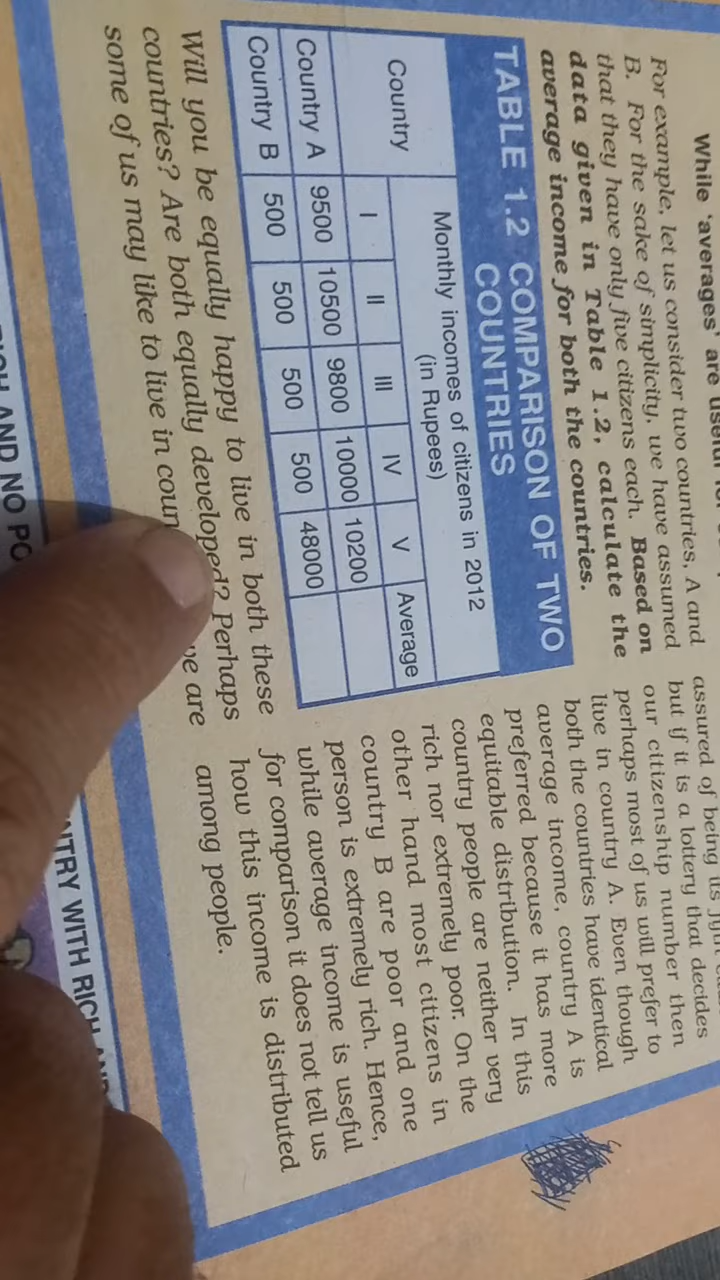 While 'averages' are useful
For example, let us consider two countries, A and
B. For the sake of simplicity, we have assumed
that they have only five citizens each. Based on
data given in Table 1.2, calculate the
average income for both the countries.
TABLE 1.2 COMPARISON OF TWO
COUNTRIES
Country Monthly incomes of citizens in 2012
(in Rupees)
I II III IV V Average
Country A 9500 10500 9800 10000 10200
Country B 500 500 500 500 48000
Will you be equally happy to live in both these
countries? Are both equally developed? Perhaps
some of us may like to live in coun we are
assured of being its
but if it is a lottery that decides
our citizenship number then
perhaps most of us will prefer to
live in country A. Even though
both the countries have identical
average income, country A is
preferred because it has more
equitable distribution. In this
country people are neither very
rich nor extremely poor. On the
other hand most citizens in
country B are poor and one
person is extremely rich. Hence,
while average income is useful
for comparison it does not tell us
how this income is distributed
among people.
AND NO
WITH RICH